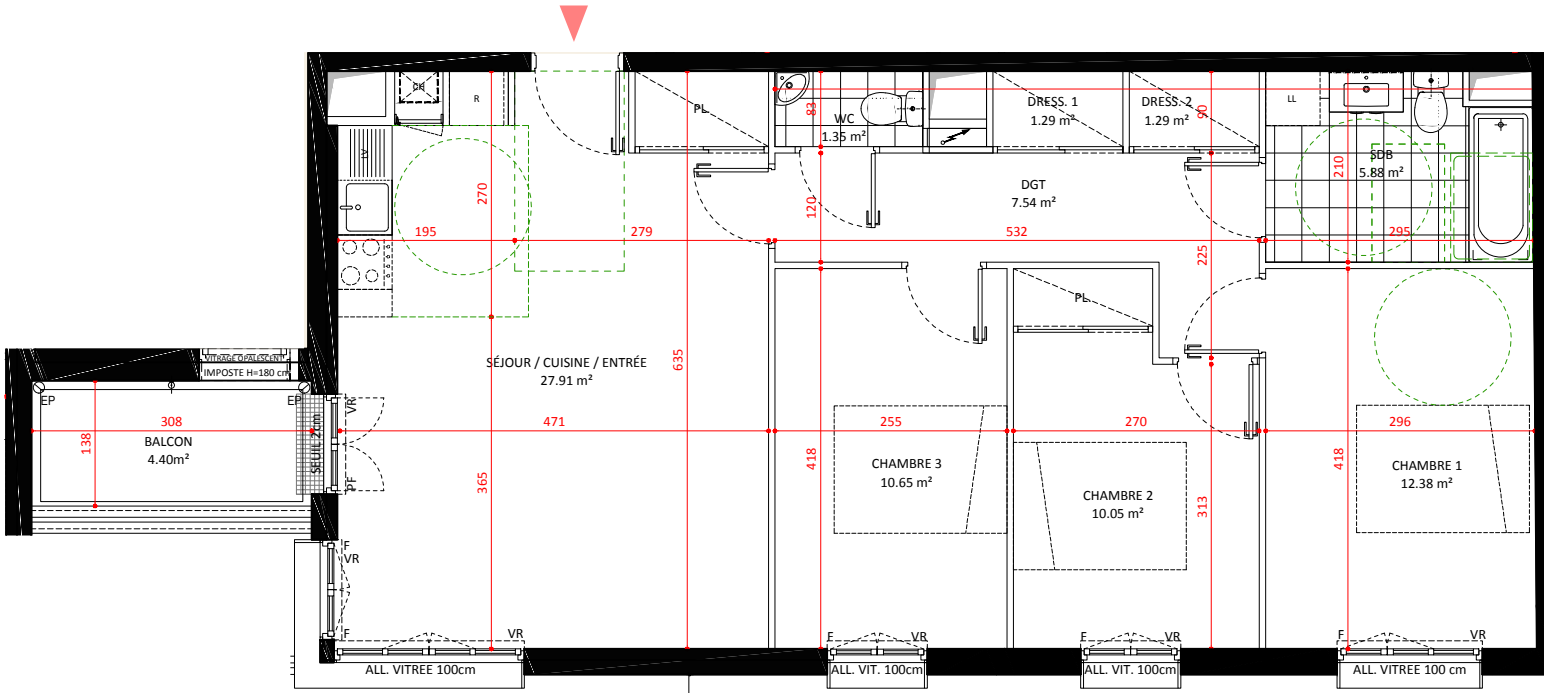 CH
R
PL.
WC
1.35 m²
83
DRESS. 1
1.29 m²
DRESS. 2
1.29 m²
90
LL
SDB
5.88 m²
210
LV
270
195
279
120
DGT
7.54 m²
532
225
295
PL.
SÉJOUR / CUISINE / ENTRÉE
27.91 m²
635
VITRAGE OPALESCENT
IMPOSTE H=180 cm
EP
EP
VR
308
138
BALCON
4.40m²
SEUIL 2cm
PF
471
365
255
418
CHAMBRE 3
10.65 m²
270
CHAMBRE 2
10.05 m²
313
296
418
CHAMBRE 1
12.38 m²
F
VR
F
VR
ALL. VITREE 100cm
F
VR
ALL. VIT. 100cm
F
VR
ALL. VIT. 100cm
F
VR
ALL. VITREE 100 cm